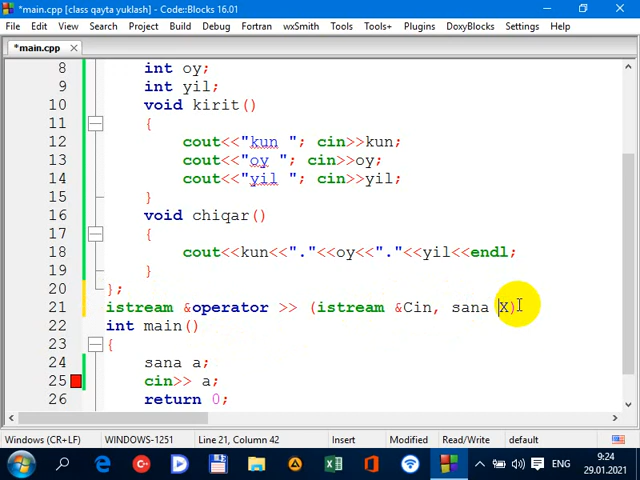 *main.cpp [class qayta yuklash] - Code::Blocks 16.01
File Edit View Search Project Build Debug Fortran wxSmith Tools Tools+ Plugins DoxyBlocks Settings Help
*main.cpp
8 int oy;
9 int yil;
10 void kirit()
11 {
12 cout<<"kun "; cin>>kun;
13 cout<<"oy "; cin>>oy;
14 cout<<"yil "; cin>>yil;
15 }
16 void chiqar()
17 {
18 cout<<kun<<"."<<oy<<"."<<yil<<endl;
19 }
20 };
21 istream &operator >> (istream &Cin, sana X)
22 int main()
23 {
24 sana a;
25 cin>> a;
26 return 0;
Windows (CR+LF) WINDOWS-1251 Line 21, Column 42 Insert Modified Read/Write default
ENG 9:24
29.01.2021